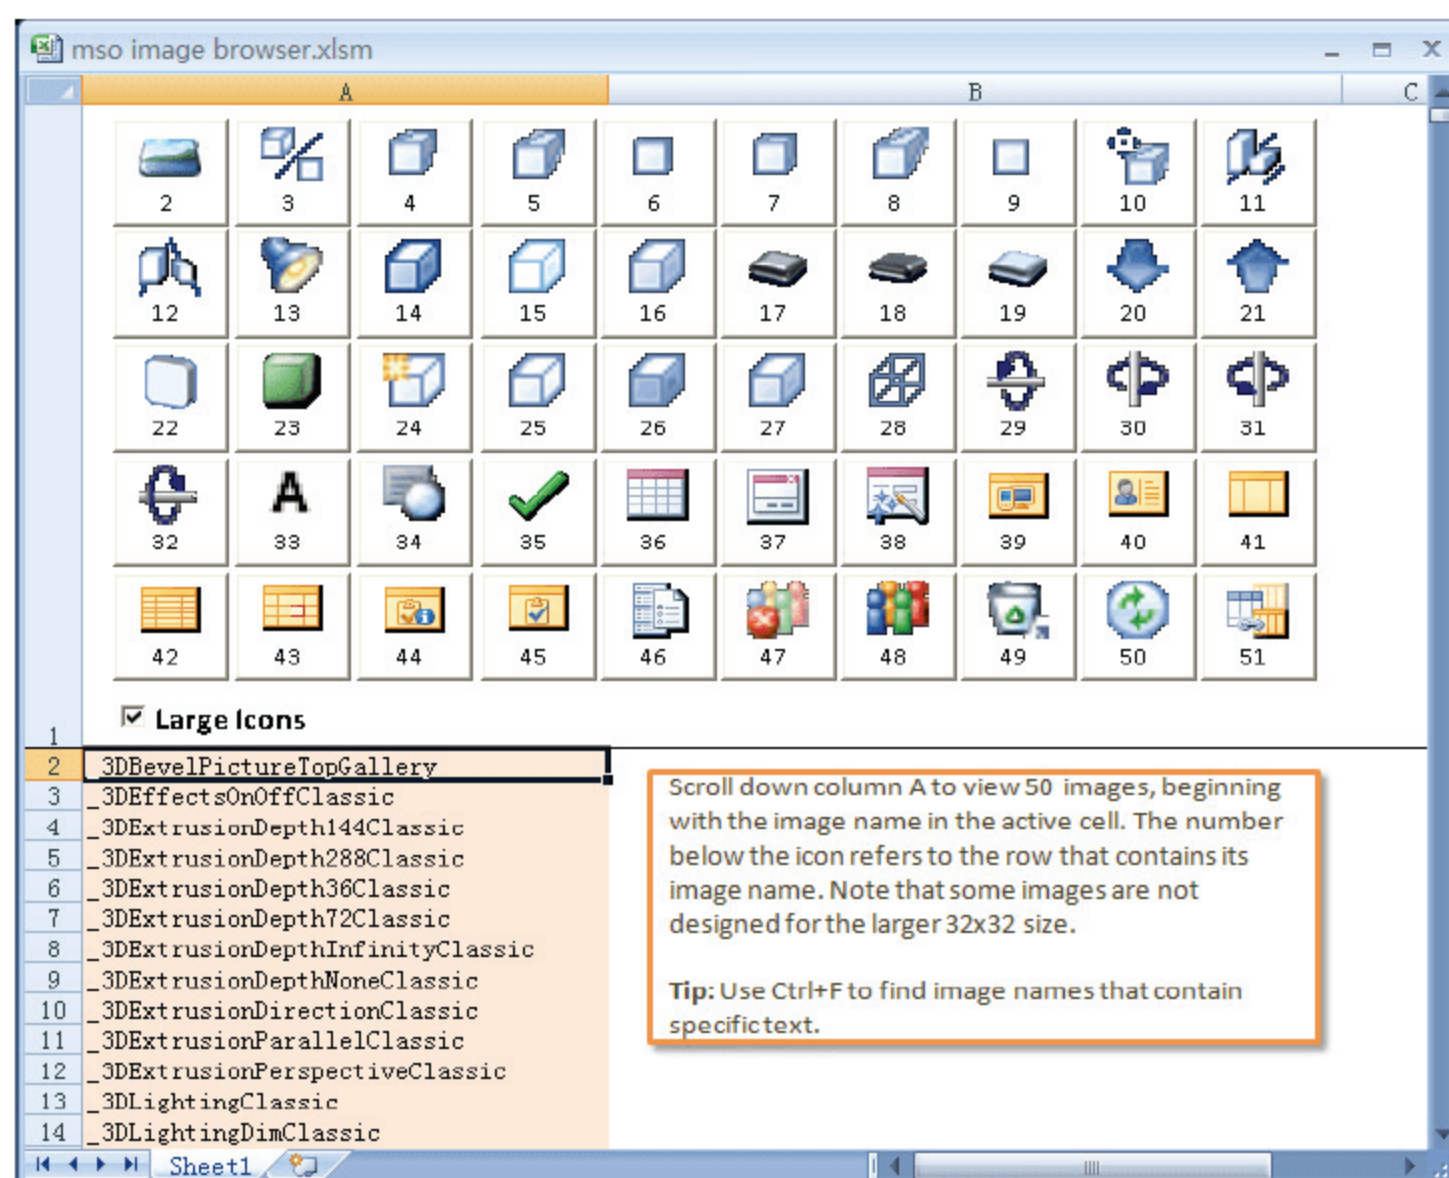 mso image browser.xlsm
A B C
2 3 4 5 6 7 8 9 10 11
12 13 14 15 16 17 18 19 20 21
22 23 24 25 26 27 28 29 30 31
A
32 33 34 35 36 37 38 39 40 41
42 43 44 45 46 47 48 49 50 51
Large Icons
1
2 _3DBevelPictureTopGallery
3 _3DEffectsOnOffClassic
4 _3DExtrusionDepth144Classic
5 _3DExtrusionDepth288Classic
6 _3DExtrusionDepth36Classic
7 _3DExtrusionDepth72Classic
8 _3DExtrusionDepthInfinityClassic
9 _3DExtrusionDepthNoneClassic
10 _3DExtrusionDirectionClassic
11 _3DExtrusionParallelClassic
12 _3DExtrusionPerspectiveClassic
13 _3DLightingClassic
14 _3DLightingDimClassic
Scroll down column A to view 50 images, beginning
with the image name in the active cell. The number
below the icon refers to the row that contains its
image name. Note that some images are not
designed for the larger 32x32 size.
Tip: Use Ctrl+F to find image names that contain
specific text.
Sheet1